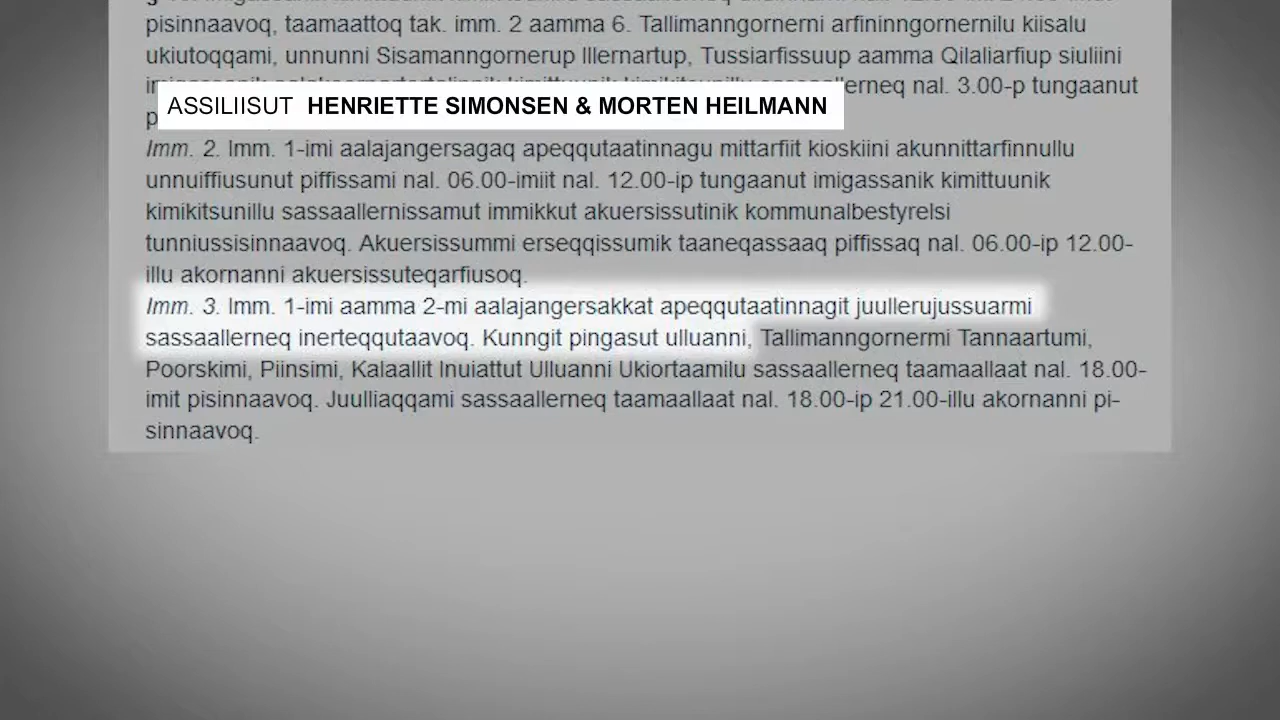 pisinnaavoq, taamaattoq tak. imm. 2 aamma 6. Tallimanngornerni arfininngornernilu kiisalu
ukiutoqqami, unnunni Sisamanngornerup Illernartup, Tussiarfissuup aamma Qilaliarfiup siuliini
nal. 3.00-p tungaanut
ASSILIISUT HENRIETTE SIMONSEN & MORTEN HEILMANN
Imm. 2. Imm. 1-imi aalajangersagaq apeqqutaatinnagu mittarfiit kioskiini akunnittarfinnullu
unnuiffiusunut piffissami nal. 06.00-imiit nal. 12.00-ip tungaanut imigassanik kimittuunik
kimikitsunillu sassaallernissamut immikkut akuersissutinik kommunalbestyrelsi
tunniussisinnaavoq. Akuersissummi erseqqissumik taaneqassaaq piffissaq nal. 06.00-ip 12.00-
illu akornanni akuersissuteqarfiusoq.
Imm. 3. Imm. 1-imi aamma 2-mi aalajangersakkat apeqqutaatinnagit juullerujussuarmi
sassaallerneq inerteqqutaavoq. Kunngit pingasut ulluanni, Tallimanngornermi Tannaartumi,
Poorskimi, Piinsimi, Kalaallit Inuiattut Ulluanni Ukiortaamilu sassaallerneq taamaallaat nal. 18.00-
imit pisinnaavoq. Juulliaqqami sassaallerneq taamaallaat nal. 18.00-ip 21.00-illu akornanni pi-
sinnaavoq.